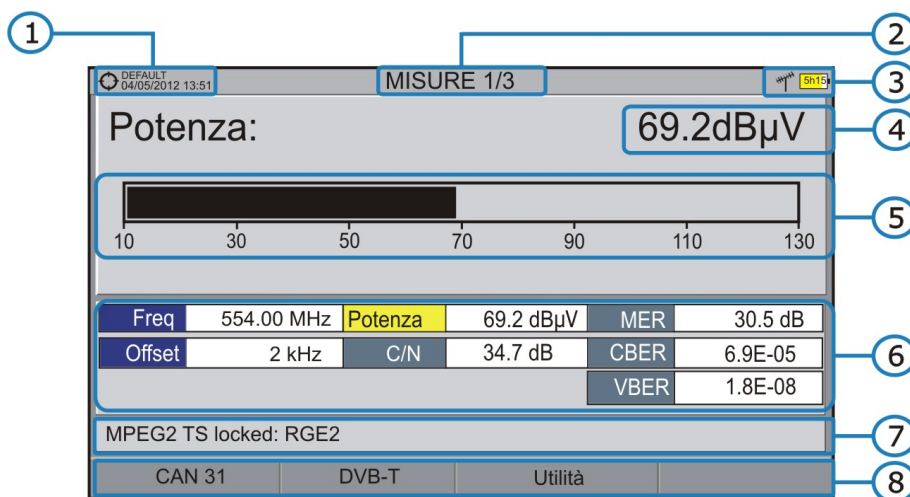 1
2
3
DEFAULT
04/05/2012 13:51
MISURE 1/3
5h15
Potenza:
69.2dBµV
4
5
10 30 50 70 90 110 130
Freq 554.00 MHz Potenza 69.2 dBµV MER 30.5 dB
Offset 2 kHz C/N 34.7 dB CBER 6.9E-05
6
VBER 1.8E-08
MPEG2 TS locked: RGE2
7
CAN 31 DVB-T Utilità
8